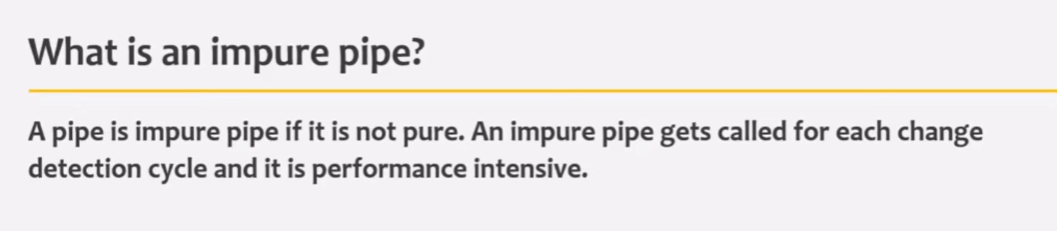 What is an impure pipe?
A pipe is impure pipe if it is not pure. An impure pipe gets called for each change
detection cycle and it is performance intensive.